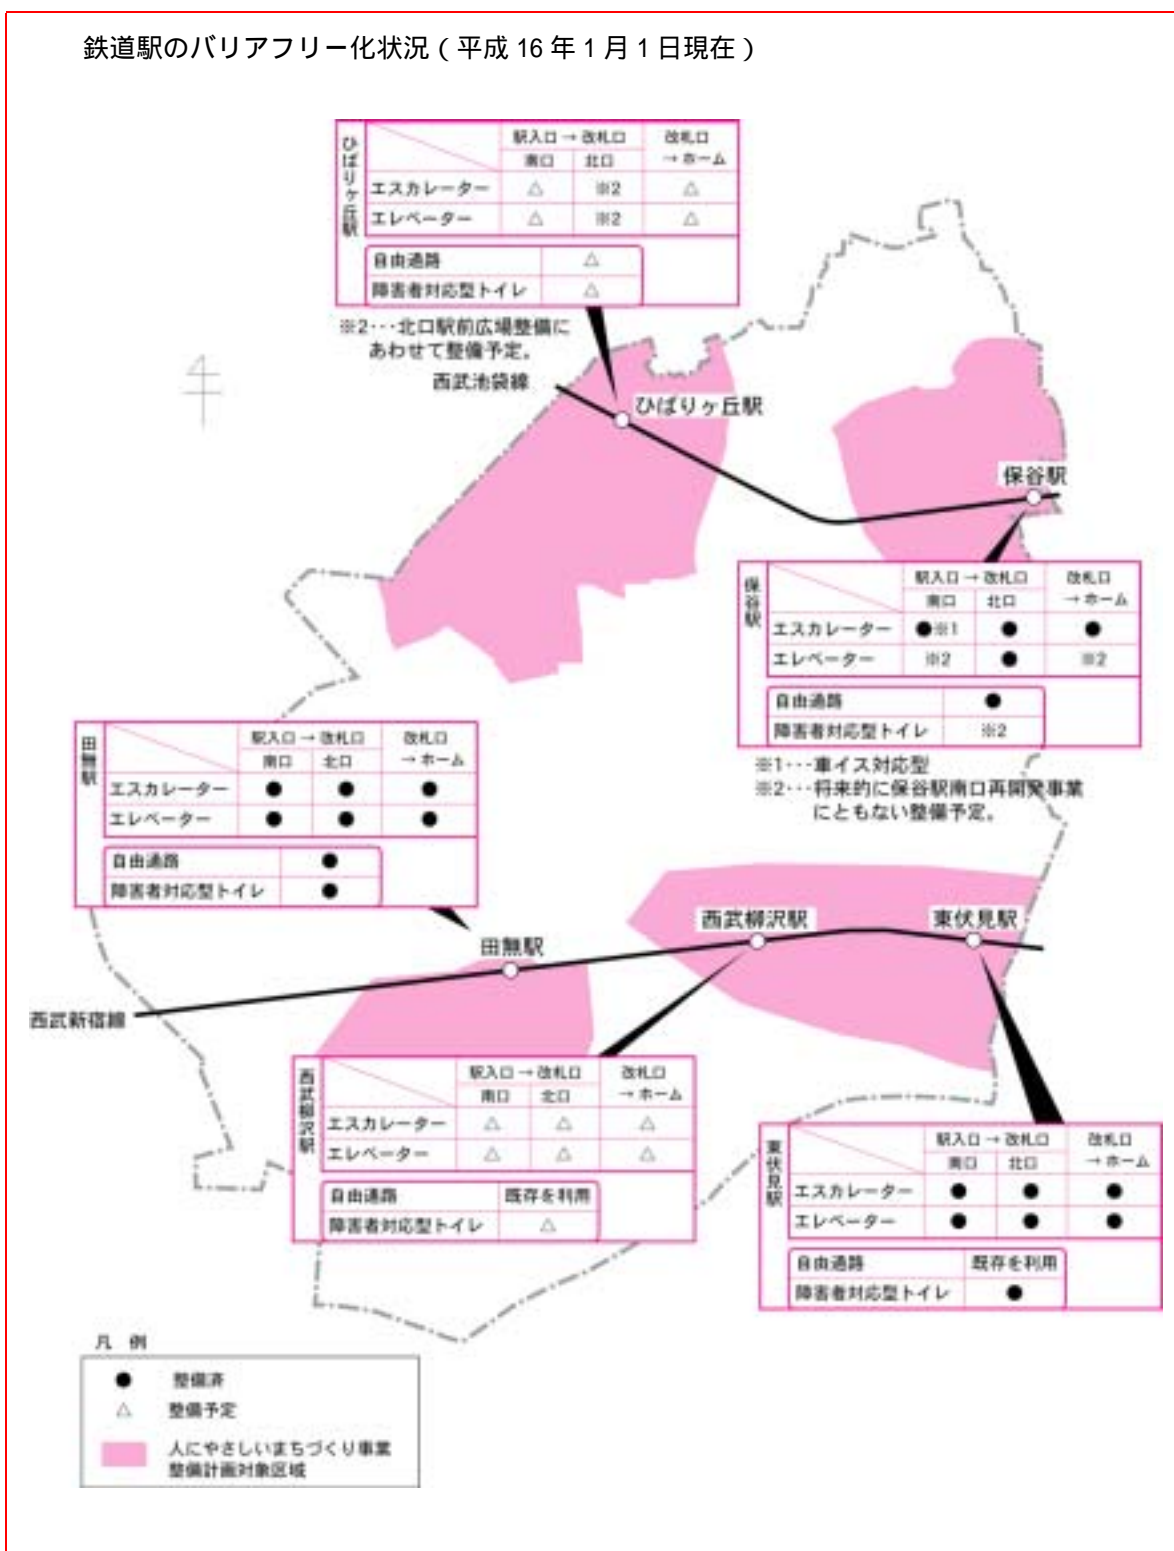 鉄道駅のバリアフリー化状況（平成16年1月1日現在）
ひばりヶ丘駅
駅入口→改札口 改札口→ホーム
南口 北口
エスカレーター △ ※2 △
エレベーター △ ※2 △
自由通路 △
障害者対応型トイレ △
※2･･･北口駅前広場整備に
あわせて整備予定。
西武池袋線
ひばりヶ丘駅
保谷駅
保谷駅
駅入口→改札口 改札口→ホーム
南口 北口
エスカレーター ●※1 ● ●
エレベーター ※2 ● ※2
自由通路 ●
障害者対応型トイレ ※2
※1･･･車イス対応型
※2･･･将来的に保谷駅南口再開発事業
にともない整備予定。
田無駅
駅入口→改札口 改札口→ホーム
南口 北口
エスカレーター ● ● ●
エレベーター ● ● ●
自由通路 ●
障害者対応型トイレ ●
西武柳沢駅
東伏見駅
田無駅
西武新宿線
西武柳沢駅
駅入口→改札口 改札口→ホーム
南口 北口
エスカレーター △ △ △
エレベーター △ △ △
自由通路 既存を利用
障害者対応型トイレ △
東伏見駅
駅入口→改札口 改札口→ホーム
南口 北口
エスカレーター ● ● ●
エレベーター ● ● ●
自由通路 既存を利用
障害者対応型トイレ ●
凡例
● 整備済
△ 整備予定
人にやさしいまちづくり事業
整備計画対象区域